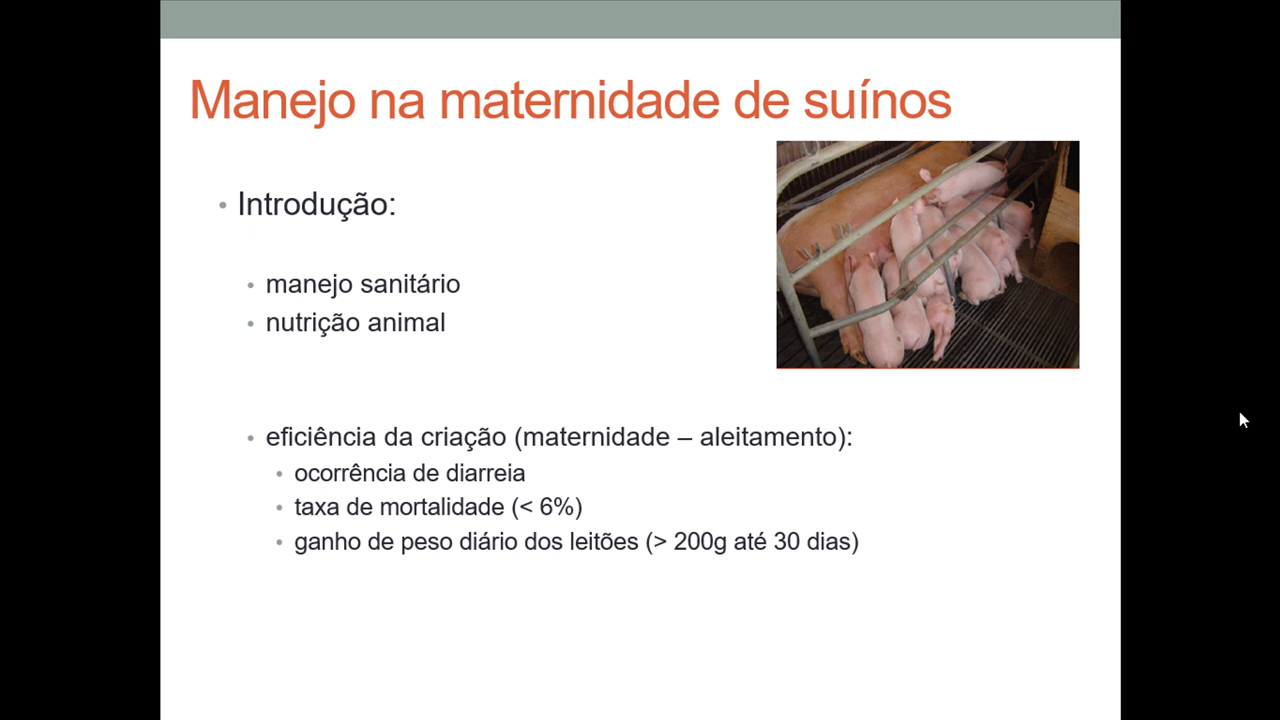 Manejo na maternidade de suínos
• Introdução:
• manejo sanitário
• nutrição animal
• eficiência da criação (maternidade – aleitamento):
• ocorrência de diarreia
• taxa de mortalidade (< 6%)
• ganho de peso diário dos leitões (> 200g até 30 dias)